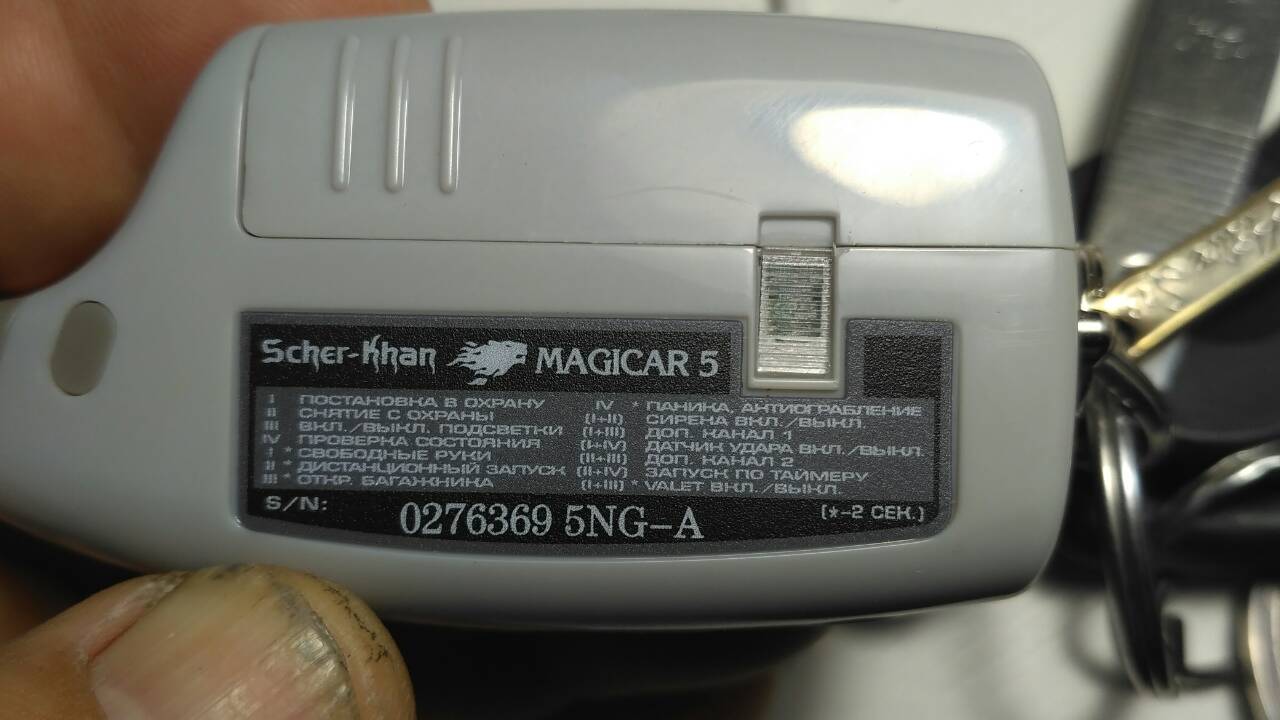 Scher-Khan MAGICAR 5
I ПОСТАНОВКА В ОХРАНУ
II СНЯТИЕ С ОХРАНЫ
III ВКЛ./ВЫКЛ. ПОДСВЕТКИ
IV ПРОВЕРКА СОСТОЯНИЯ
I * СВОБОДНЫЕ РУКИ
II * ДИСТАНЦИОННЫЙ ЗАПУСК
III * ОТКР. БАГАЖНИКА
IV * ПАНИКА, АНТИОГРАБЛЕНИЕ
(I+II) СИРЕНА ВКЛ./ВЫКЛ.
(I+III) ДОП. КАНАЛ 1
(I+IV) ДАТЧИК УДАРА ВКЛ./ВЫКЛ.
(II+III) ДОП. КАНАЛ 2
(II+IV) ЗАПУСК ПО ТАЙМЕРУ
(I+III) * VALET ВКЛ./ВЫКЛ.
S/N: 0276369 5NG-A (*-2 СЕК.)